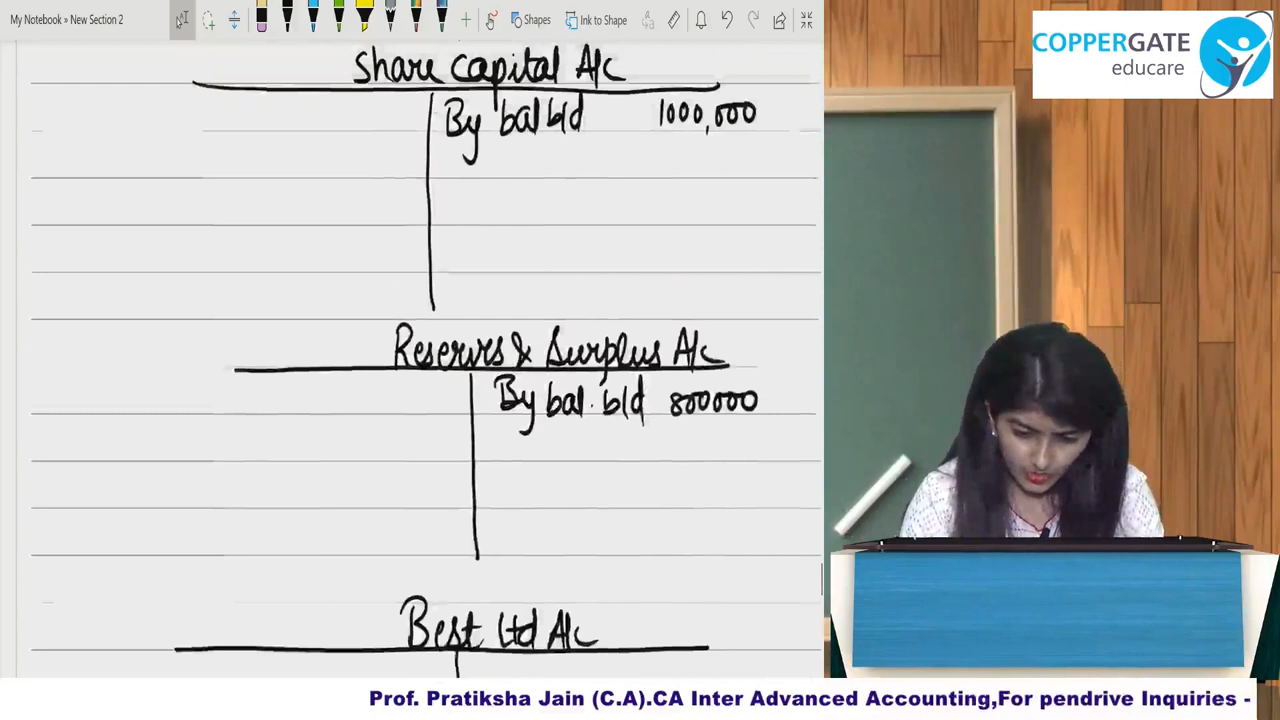 My Notebook » New Section 2
Shapes
Ink to Shape
COPPERGATE
educare
Share Capital A/c
By bal b/d 1000,000
Reserves & Surplus A/c
By bal. b/d 800000
Best Ltd A/c
Prof. Pratiksha Jain (C.A).CA Inter Advanced Accounting,For pendrive Inquiries -